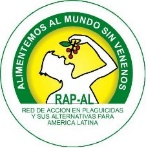 ALIMENTEMOS AL MUNDO SIN VENENOS
RAP-AL
RED DE ACCION EN PLAGUICIDAS
Y SUS ALTERNATIVAS PARA
AMERICA LATINA